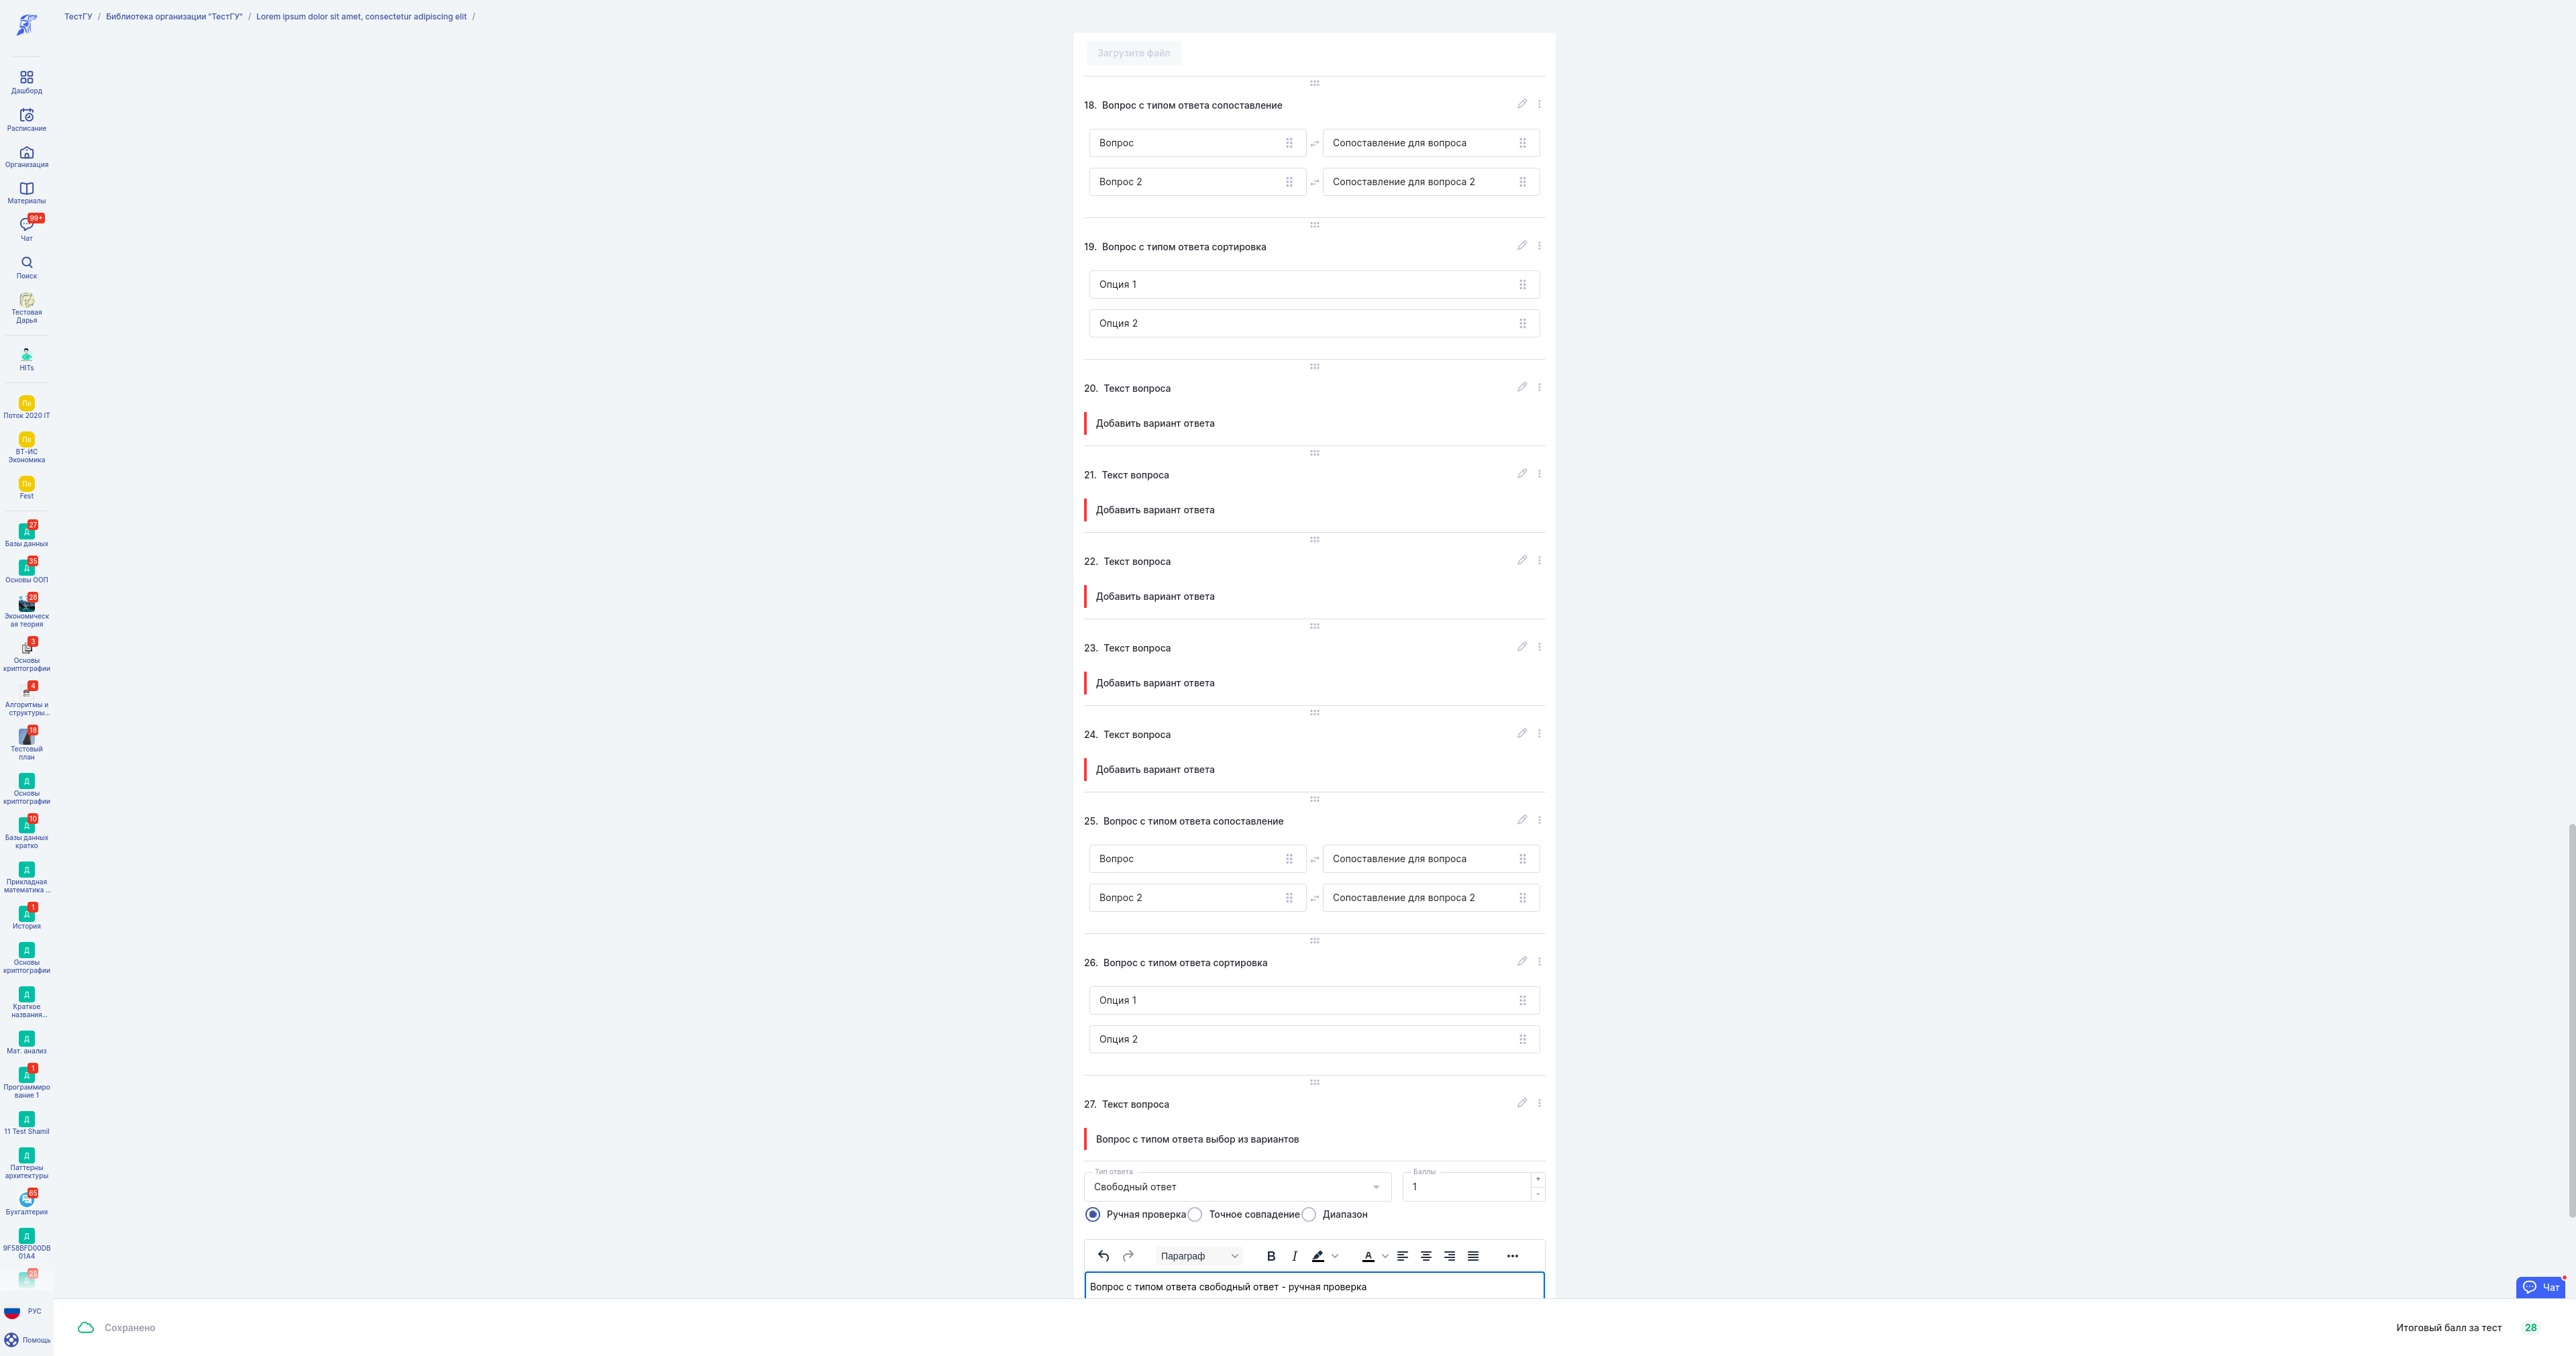 ТестГУ / Библиотека организации "ТестГУ" / Lorem ipsum dolor sit amet, consectetur adipiscing elit /
Дашборд
Расписание
Организация
Материалы
99+
Чат
Поиск
Тестовая
Дарья
HITs
По
Поток 2020 IT
По
ВТ-ИС
Экономика
По
Fest
27
Д
Базы данных
35
Д
Основы ООП
28
Экономическ
ая теория
3
Основы
криптографии
4
Алгоритмы и
структуры...
18
Тестовый
план
Д
Основы
криптографии
10
Д
Базы данных
кратко
Д
Прикладная
математика ...
1
Д
История
Д
Основы
криптографии
Д
Краткое
названия...
Д
Мат. анализ
1
Д
Программиро
вание 1
Д
11 Test Shamil
Д
Паттерны
архитектуры
65
Бухгалтерия
Д
9F58BFD00DB
01A4
25
Д
РУС
Помощь
Загрузите файл
18. Вопрос с типом ответа сопоставление
Вопрос Сопоставление для вопроса
Вопрос 2 Сопоставление для вопроса 2
19. Вопрос с типом ответа сортировка
Опция 1
Опция 2
20. Текст вопроса
Добавить вариант ответа
21. Текст вопроса
Добавить вариант ответа
22. Текст вопроса
Добавить вариант ответа
23. Текст вопроса
Добавить вариант ответа
24. Текст вопроса
Добавить вариант ответа
25. Вопрос с типом ответа сопоставление
Вопрос Сопоставление для вопроса
Вопрос 2 Сопоставление для вопроса 2
26. Вопрос с типом ответа сортировка
Опция 1
Опция 2
27. Текст вопроса
Вопрос с типом ответа выбор из вариантов
Тип ответа Баллы
Свободный ответ 1 + -
Ручная проверка Точное совпадение Диапазон
Параграф B I A
Вопрос с типом ответа свободный ответ - ручная проверка
Чат
Сохранено Итоговый балл за тест 28